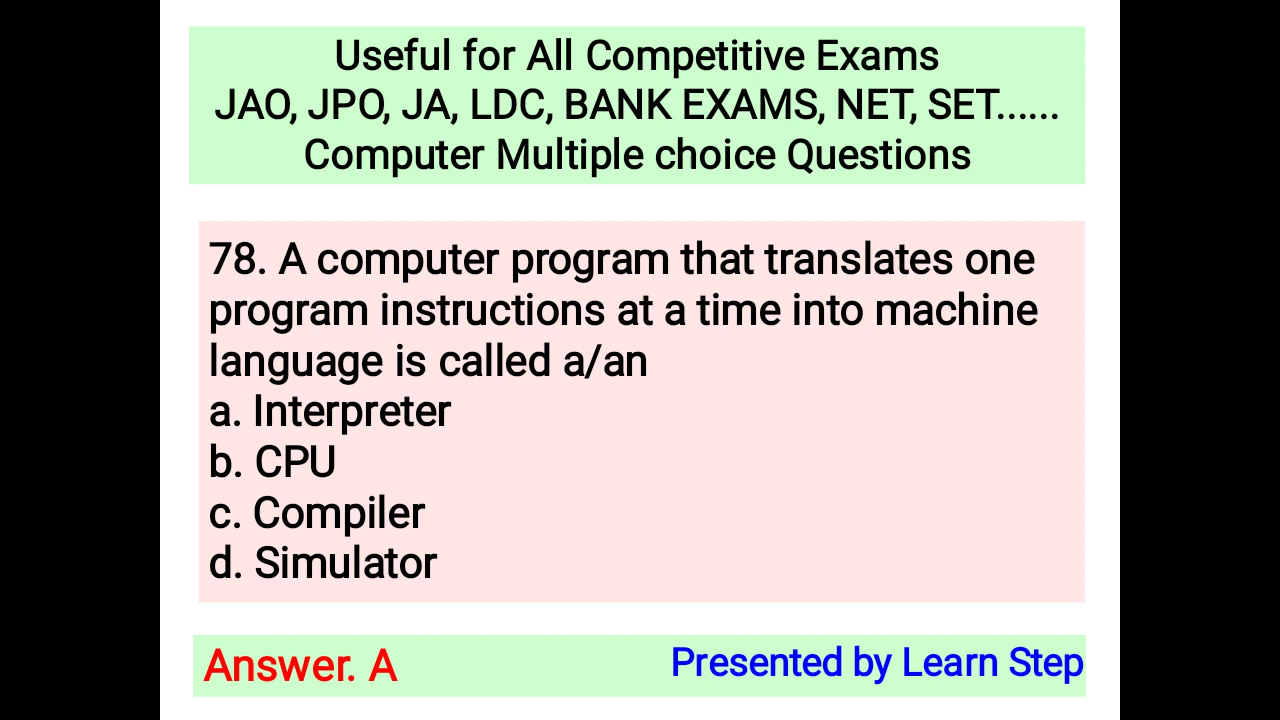 Useful for All Competitive Exams
JAO, JPO, JA, LDC, BANK EXAMS, NET, SET......
Computer Multiple choice Questions
78. A computer program that translates one
program instructions at a time into machine
language is called a/an
a. Interpreter
b. CPU
c. Compiler
d. Simulator
Answer. A
Presented by Learn Step